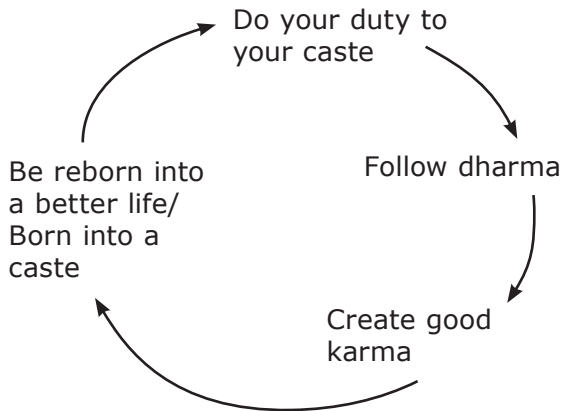 Do your duty to
your caste
Follow dharma
Create good
karma
Be reborn into
a better life/
Born into a
caste